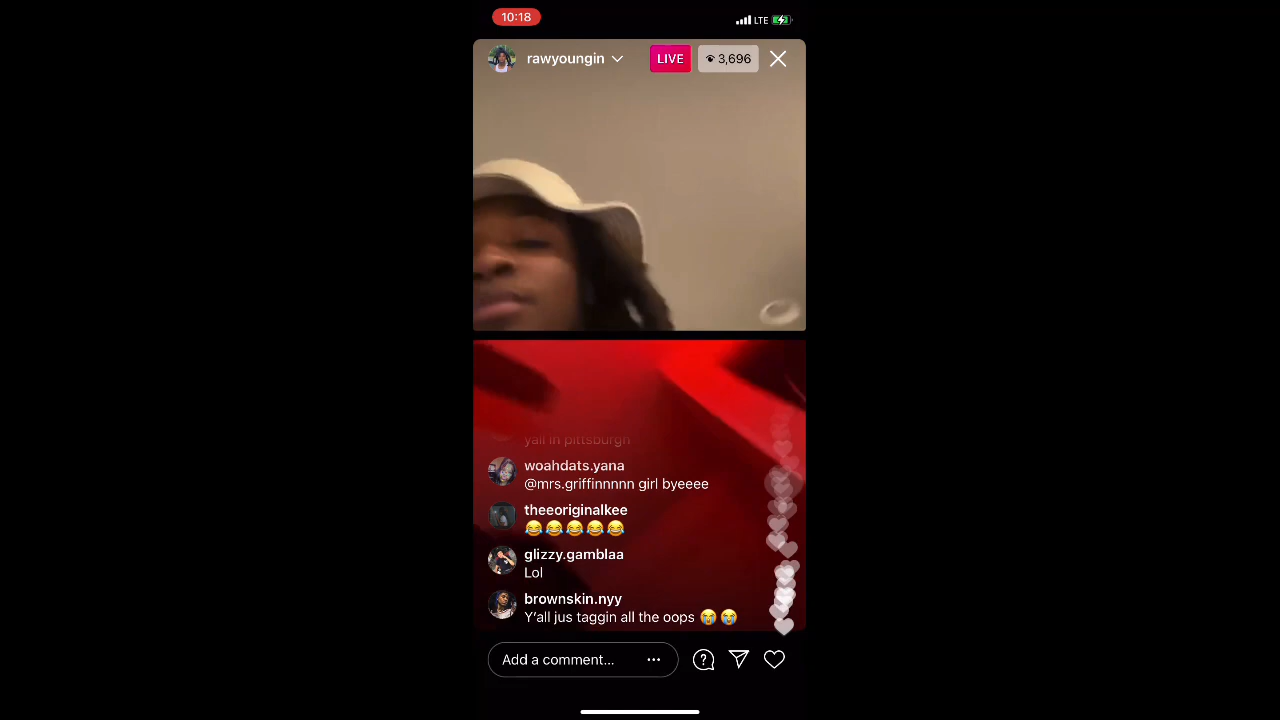 10:18
LTE
rawyoungin
LIVE
3,696
yall in pittsburgh
woahdats.yana
@mrs.griffinnnnn girl byeeee
theeoriginalkee
😂😂😂😂😂
glizzy.gamblaa
Lol
brownskin.nyy
Y'all jus taggin all the oops 😭😭
Add a comment...